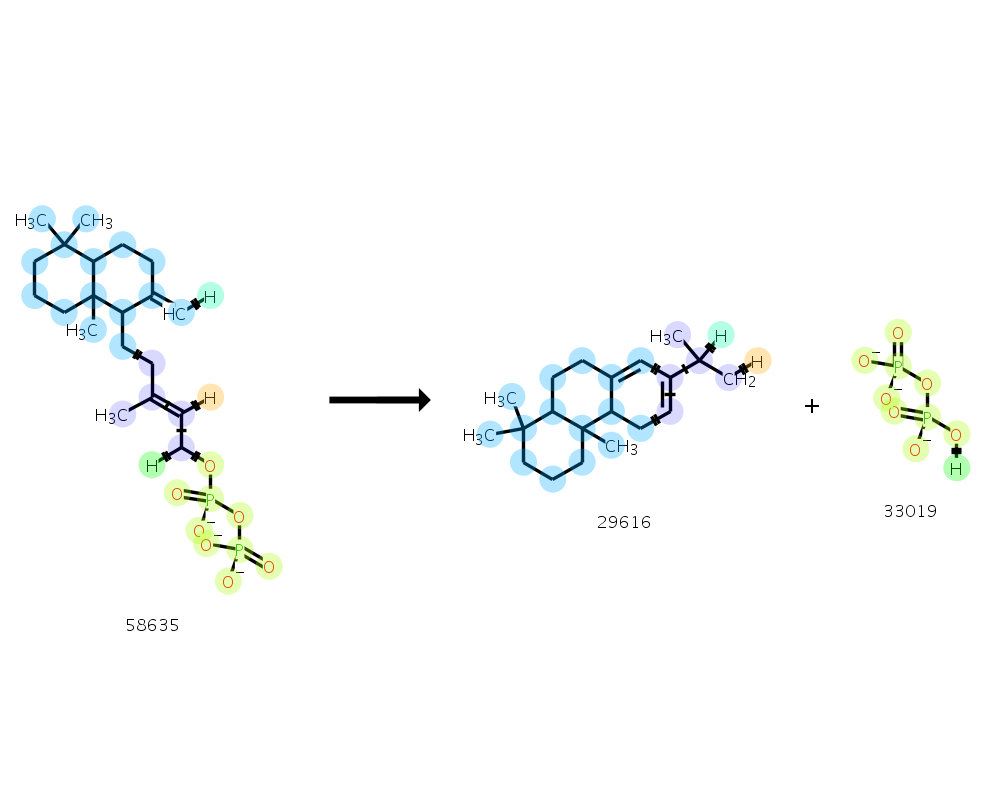 H₃C CH₃
HC H
H₃C
H₃C H
H O
O P
O⁻ O
O⁻ P O
O⁻
58635
H₃C H
CH₂ H
H₃C
H₃C CH₃
29616
+
O
O⁻ P O
O⁻
O P O
O⁻ H
33019